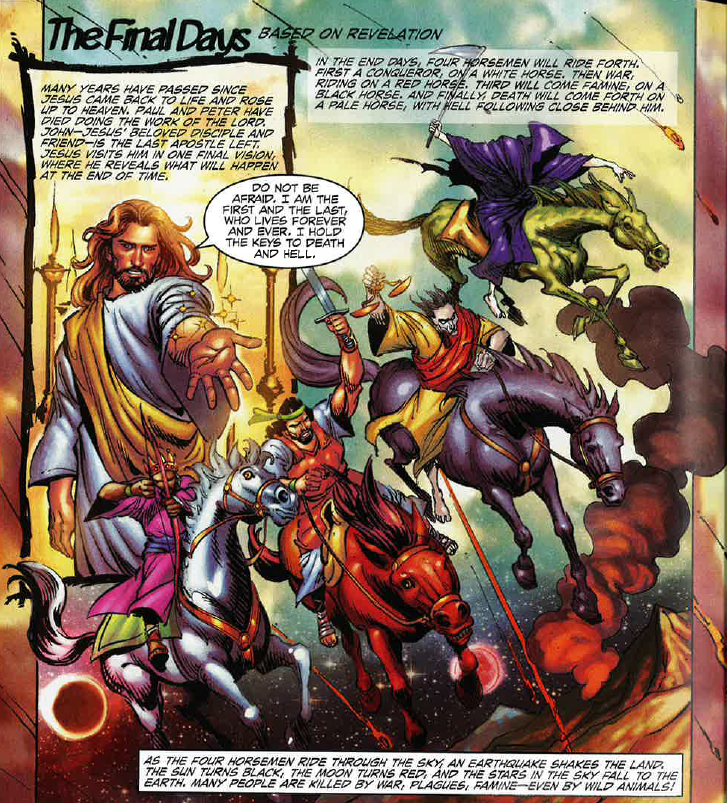 The Final Days BASED ON REVELATION
MANY YEARS HAVE PASSED SINCE
JESUS CAME BACK TO LIFE AND ROSE
UP TO HEAVEN. PAUL AND PETER HAVE
DIED DOING THE WORK OF THE LORD.
JOHN—JESUS' BELOVED DISCIPLE AND
FRIEND—IS THE LAST APOSTLE LEFT.
JESUS VISITS HIM IN ONE FINAL VISION,
WHERE HE REVEALS WHAT WILL HAPPEN
AT THE END OF TIME.
IN THE END DAYS, FOUR HORSEMEN WILL RIDE FORTH.
FIRST A CONQUEROR, ON A WHITE HORSE. THEN WAR,
RIDING ON A RED HORSE. THIRD WILL COME FAMINE, ON A
BLACK HORSE. AND FINALLY DEATH WILL COME FORTH ON
A PALE HORSE, WITH HELL FOLLOWING CLOSE BEHIND HIM.
DO NOT BE
AFRAID. I AM THE
FIRST AND THE LAST,
WHO LIVES FOREVER
AND EVER. I HOLD
THE KEYS TO DEATH
AND HELL.
AS THE FOUR HORSEMEN RIDE THROUGH THE SKY, AN EARTHQUAKE SHAKES THE LAND.
THE SUN TURNS BLACK, THE MOON TURNS RED, AND THE STARS IN THE SKY FALL TO THE
EARTH. MANY PEOPLE ARE KILLED BY WAR, PLAGUES, FAMINE—EVEN BY WILD ANIMALS!